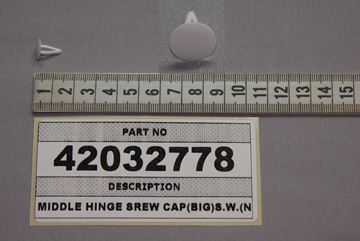 1 2 3 4 5 6 7 8 9 10 11 12 13 14 15
PART NO
42032778
DESCRIPTION
MIDDLE HINGE SREW CAP(BIG)S.W.(N